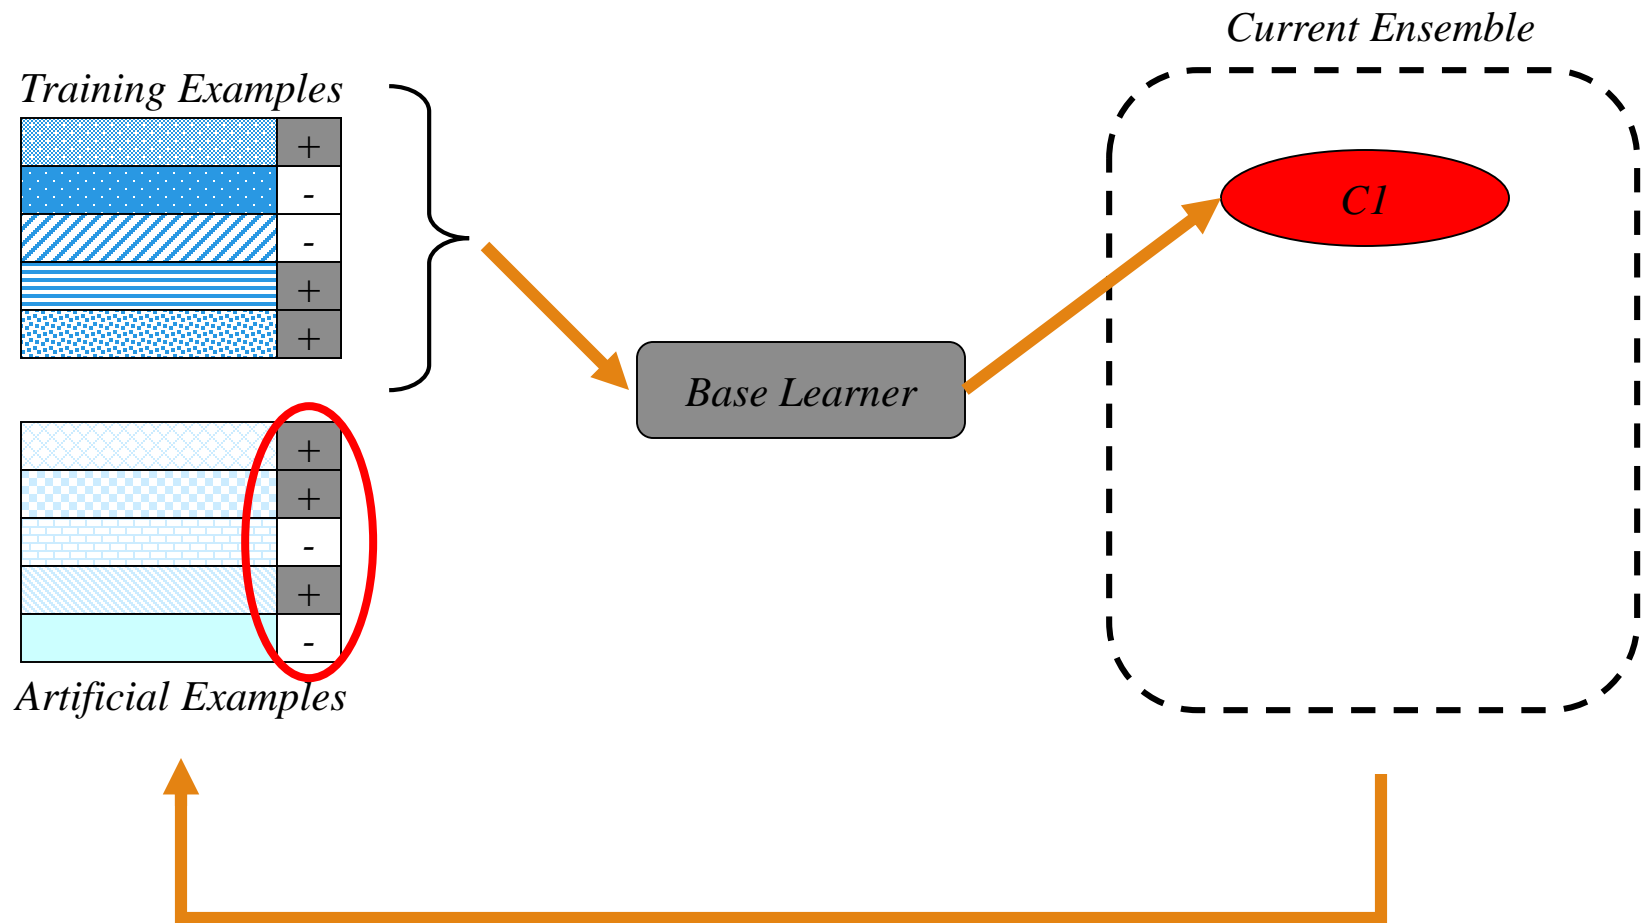 Current Ensemble
Training Examples
+
-
-
+
+
C1
Base Learner
+
+
-
+
-
Artificial Examples